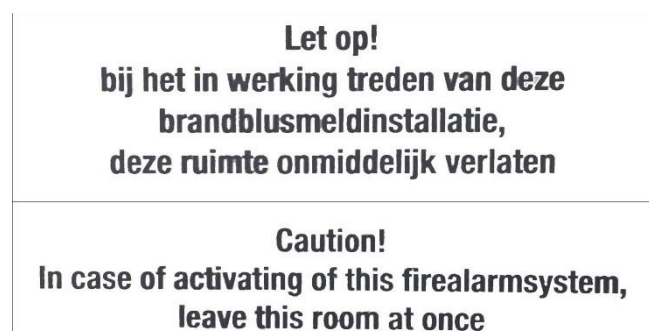 Let op!
bij het in werking treden van deze
brandblusmeldinstallatie,
deze ruimte onmiddelijk verlaten
Caution!
In case of activating of this firealarmsystem,
leave this room at once